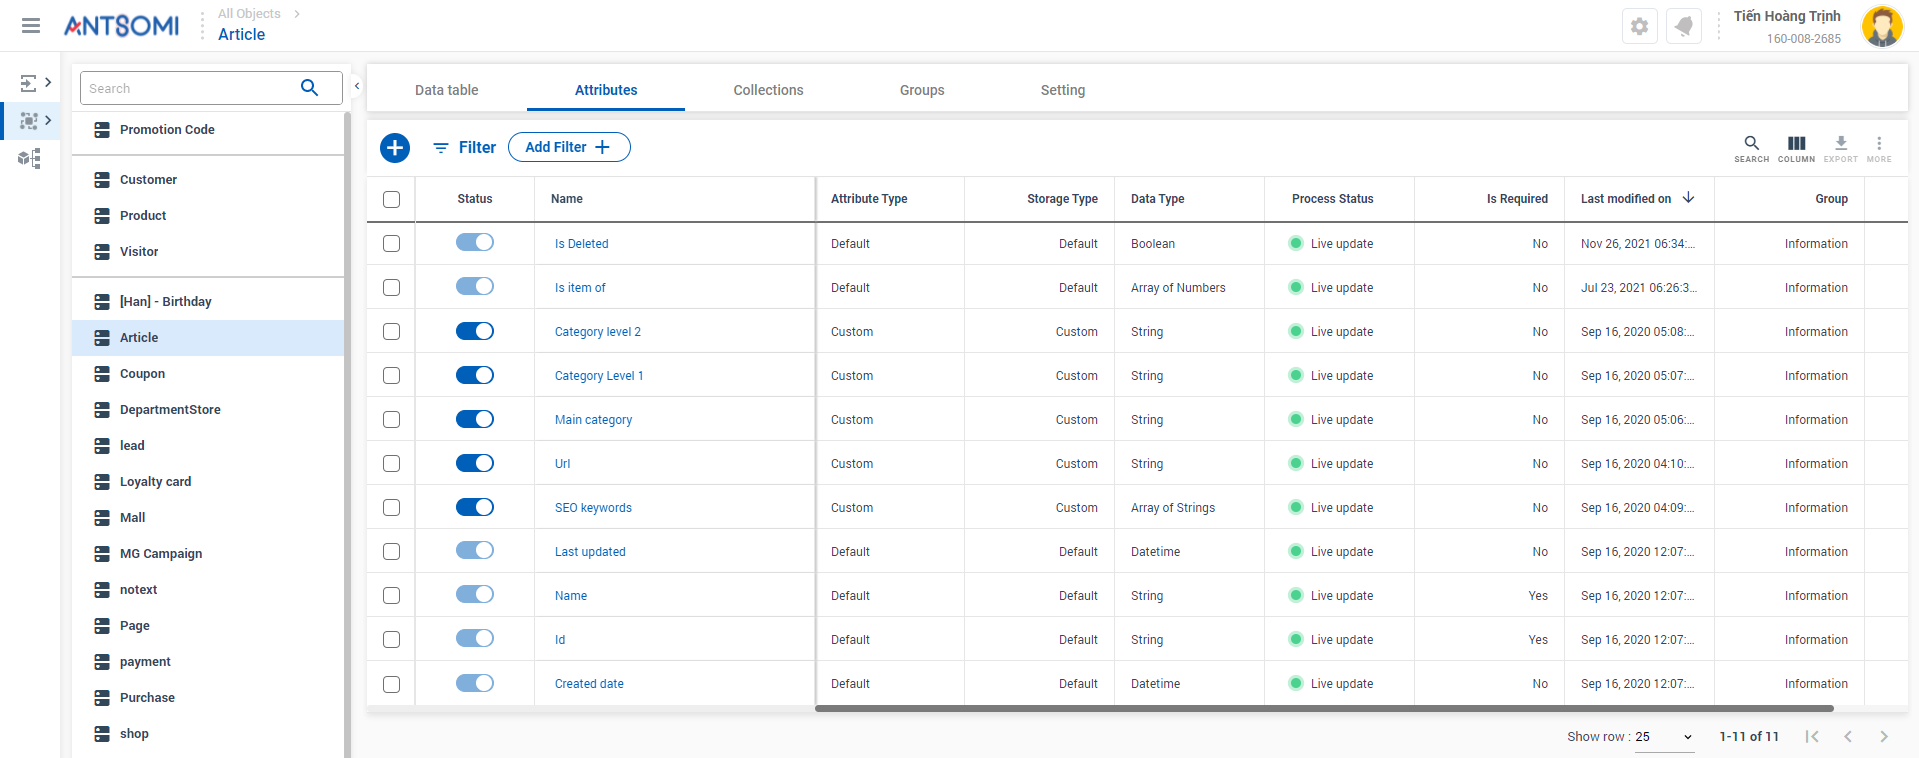 ANTSOMI
All Objects
Article
Tiến Hoàng Trịnh
160-008-2685
Search
Promotion Code
Customer
Product
Visitor
[Han] - Birthday
Article
Coupon
DepartmentStore
lead
Loyalty card
Mall
MG Campaign
notext
Page
payment
Purchase
shop
Data table Attributes Collections Groups Setting
Filter Add Filter
SEARCH COLUMN EXPORT MORE
Status Name Attribute Type Storage Type Data Type Process Status Is Required Last modified on Group
Is Deleted Default Default Boolean Live update No Nov 26, 2021 06:34:... Information
Is item of Default Default Array of Numbers Live update No Jul 23, 2021 06:26:3... Information
Category level 2 Custom Custom String Live update No Sep 16, 2020 05:08:... Information
Category Level 1 Custom Custom String Live update No Sep 16, 2020 05:07:... Information
Main category Custom Custom String Live update No Sep 16, 2020 05:06:... Information
Url Custom Custom String Live update No Sep 16, 2020 04:10:... Information
SEO keywords Custom Custom Array of Strings Live update No Sep 16, 2020 04:09:... Information
Last updated Default Default Datetime Live update No Sep 16, 2020 12:07:... Information
Name Default Default String Live update Yes Sep 16, 2020 12:07:... Information
Id Default Default String Live update Yes Sep 16, 2020 12:07:... Information
Created date Default Default Datetime Live update No Sep 16, 2020 12:07:... Information
Show row : 25 1-11 of 11